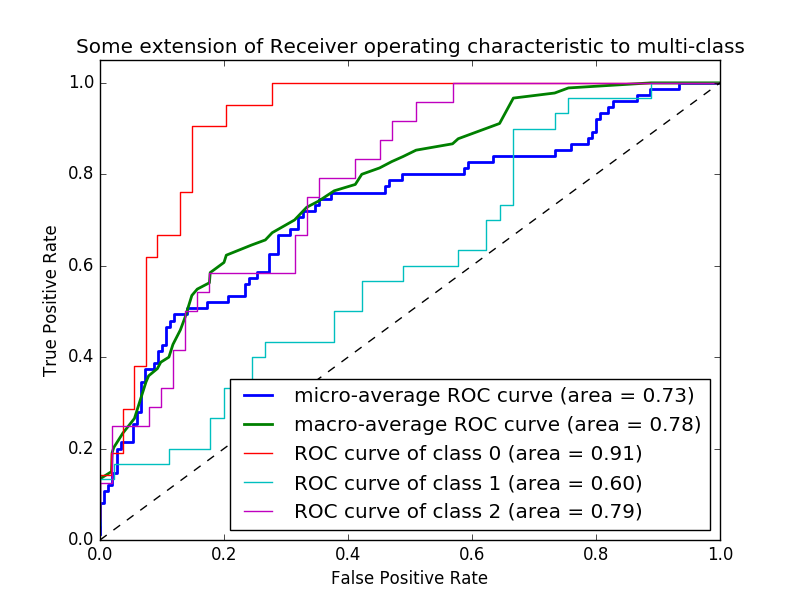 Some extension of Receiver operating characteristic to multi-class
1.0
0.8
0.6
0.4
0.2
0.0
True Positive Rate
micro-average ROC curve (area = 0.73)
macro-average ROC curve (area = 0.78)
ROC curve of class 0 (area = 0.91)
ROC curve of class 1 (area = 0.60)
ROC curve of class 2 (area = 0.79)
0.0 0.2 0.4 0.6 0.8 1.0
False Positive Rate